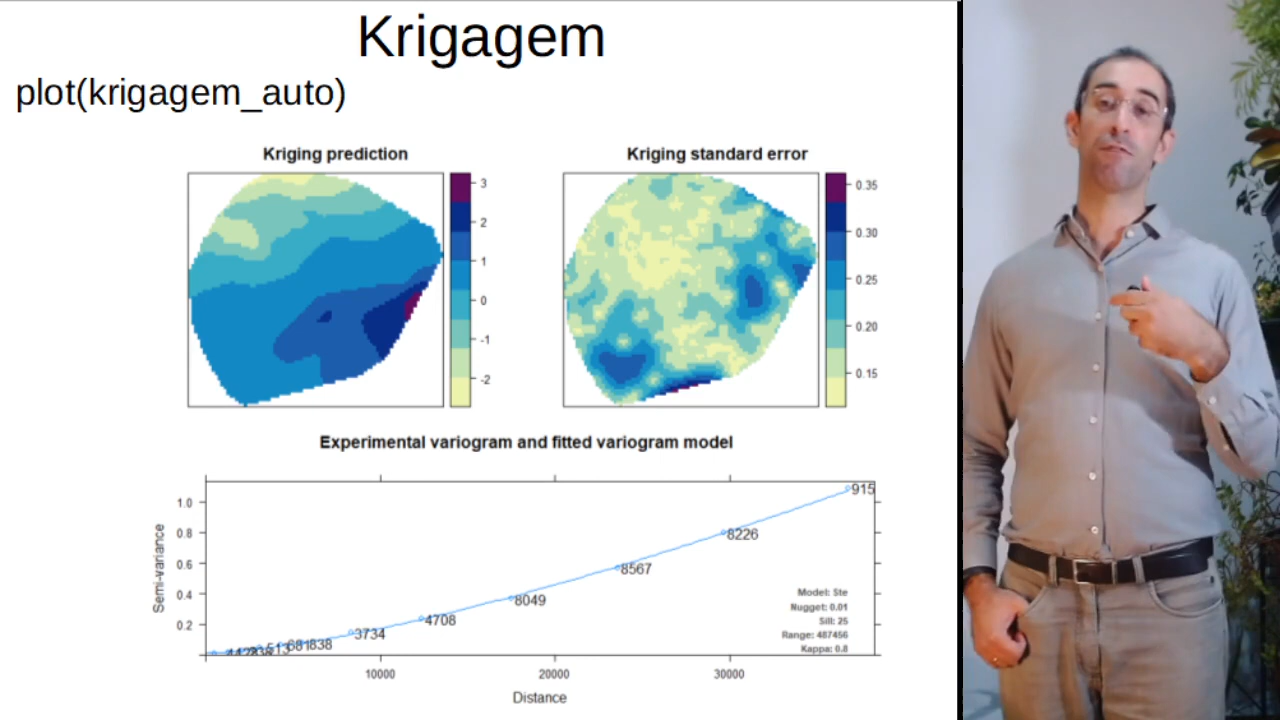 Krigagem
plot(krigagem_auto)
Kriging prediction
3
2
1
0
-1
-2
Kriging standard error
0.35
0.30
0.25
0.20
0.15
Experimental variogram and fitted variogram model
Semi-variance
1.0
0.8
0.6
0.4
0.2
681838
3734
4708
8049
8567
8226
915
Model: Ste
Nugget: 0.01
Sill: 25
Range: 487456
Kappa: 0.8
10000
20000
30000
Distance